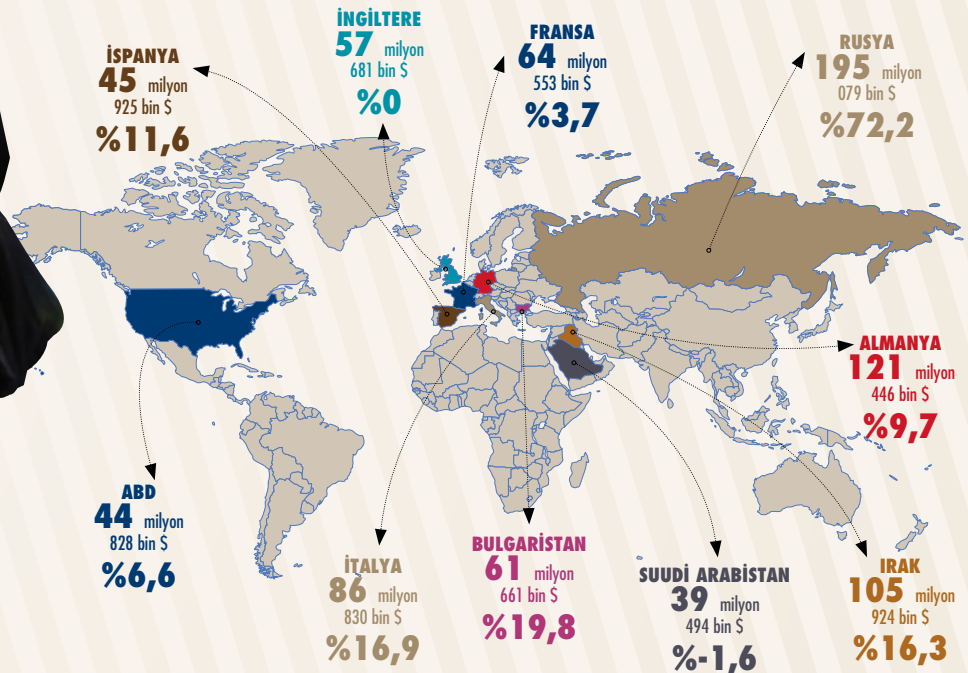 İNGİLTERE
57 milyon
681 bin $
%0
FRANSA
64 milyon
553 bin $
%3,7
RUSYA
195 milyon
079 bin $
%72,2
İSPANYA
45 milyon
925 bin $
%11,6
ALMANYA
121 milyon
446 bin $
%9,7
ABD
44 milyon
828 bin $
%6,6
İTALYA
86 milyon
830 bin $
%16,9
BULGARİSTAN
61 milyon
661 bin $
%19,8
SUUDİ ARABİSTAN
39 milyon
494 bin $
%-1,6
IRAK
105 milyon
924 bin $
%16,3